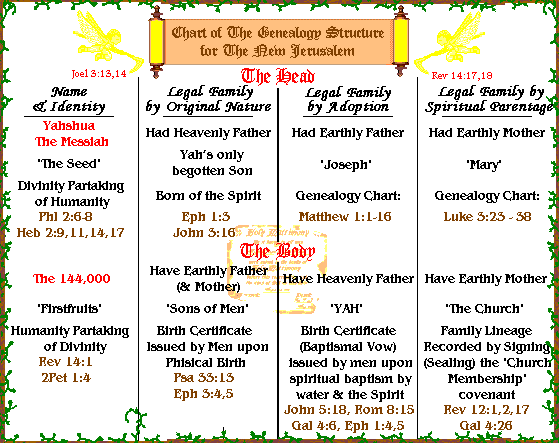 Chart of The Genealogy Structure
for The New Jerusalem
Joel 3:13,14
The Head
Rev 14:17,18
Name
& Identity
Legal Family
by Original Nature
Legal Family
by Adoption
Legal Family by
Spiritual Parentage
Yahshua
The Messiah
Had Heavenly Father
Had Earthly Father
Had Earthly Mother
"The Seed"
Yah's only
begotten Son
"Joseph"
"Mary"
Divinity Partaking
of Humanity
Born of the Spirit
Genealogy Chart:
Genealogy Chart:
Phl 2:6-8
Heb 2:9,11,14,17
Eph 1:3
John 3:16
Matthew 1:1-16
Luke 3:23 - 38
The Body
The 144,000
Have Earthly Father
(& Mother)
Have Heavenly Father
Have Earthly Mother
"Firstfruits"
"Sons of Men"
"YAH"
"The Church"
Humanity Partaking
of Divinity
Rev 14:1
2Pet 1:4
Birth Certificate
issued by Men upon
Phisical Birth
Psa 33:13
Eph 3:4,5
Birth Certificate
(Baptismal Vow)
issued by men upon
spiritual baptism by
water & the Spirit
John 5:18, Rom 8:15
Gal 4:6, Eph 1:4,5
Family Lineage
Recorded by Signing
(Sealing) the "Church
Membership"
covenant
Rev 12:1,2,17
Gal 4:26